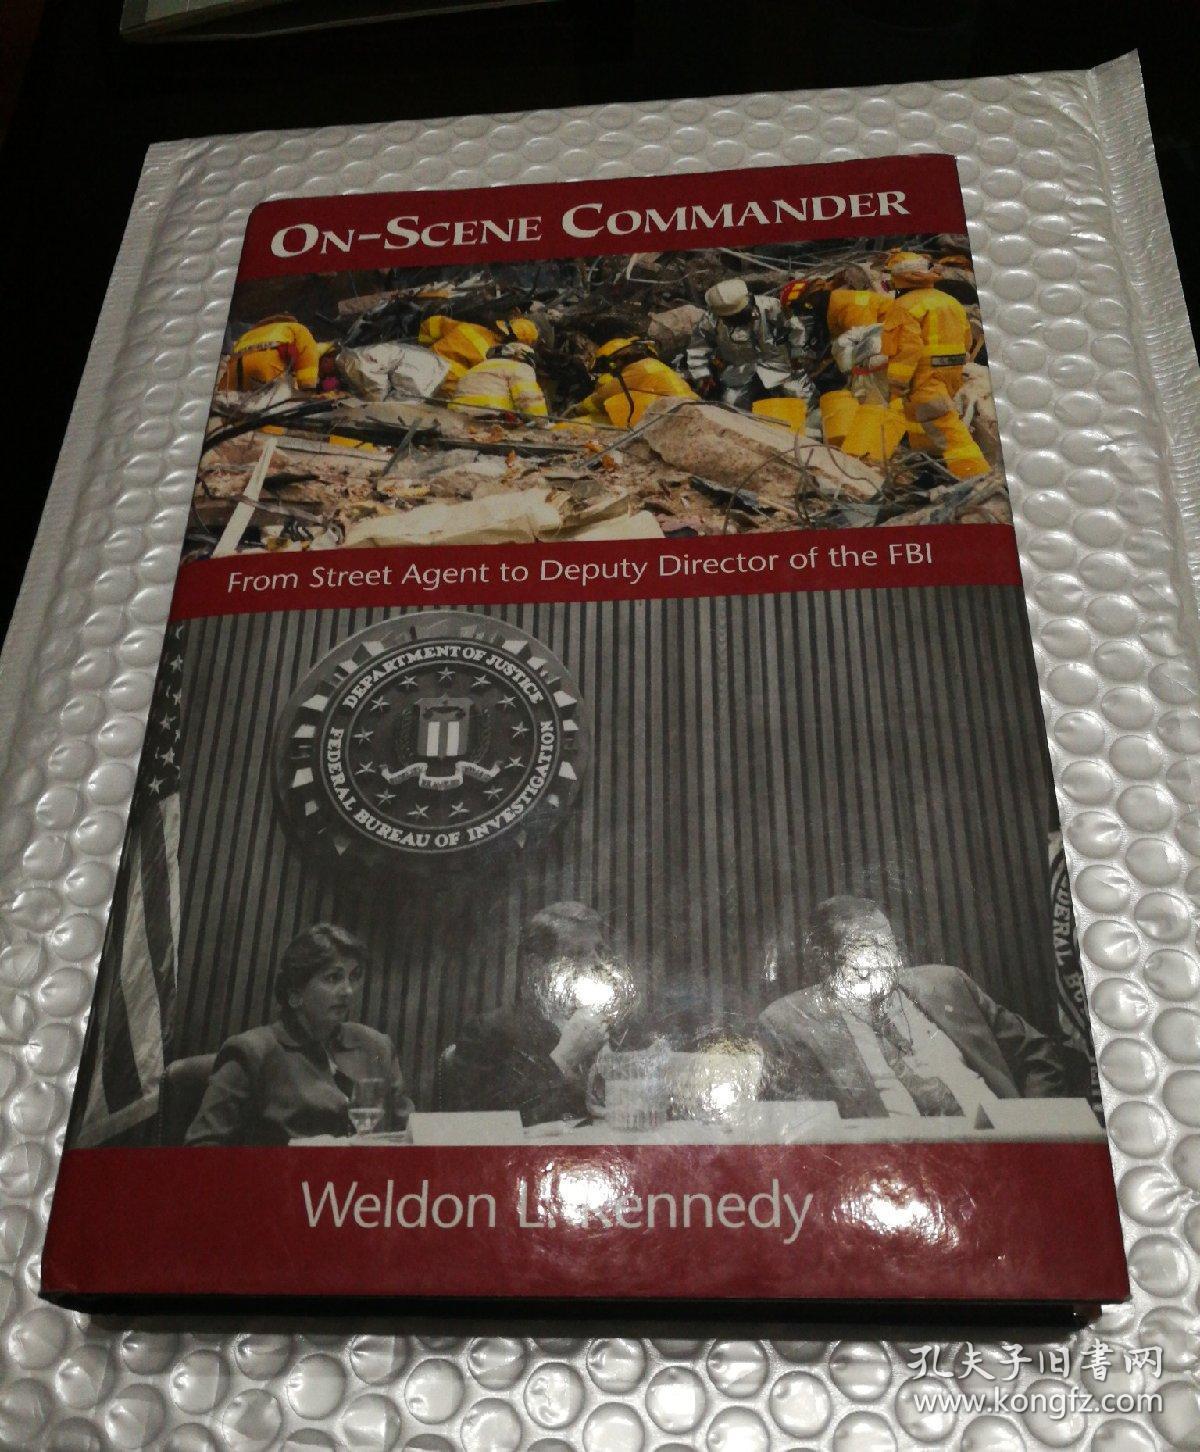 ON-SCENE COMMANDER
From Street Agent to Deputy Director of the FBI
DEPARTMENT OF JUSTICE
FEDERAL BUREAU OF INVESTIGATION
Weldon L. Kennedy
孔夫子旧書网
www.kongfz.com